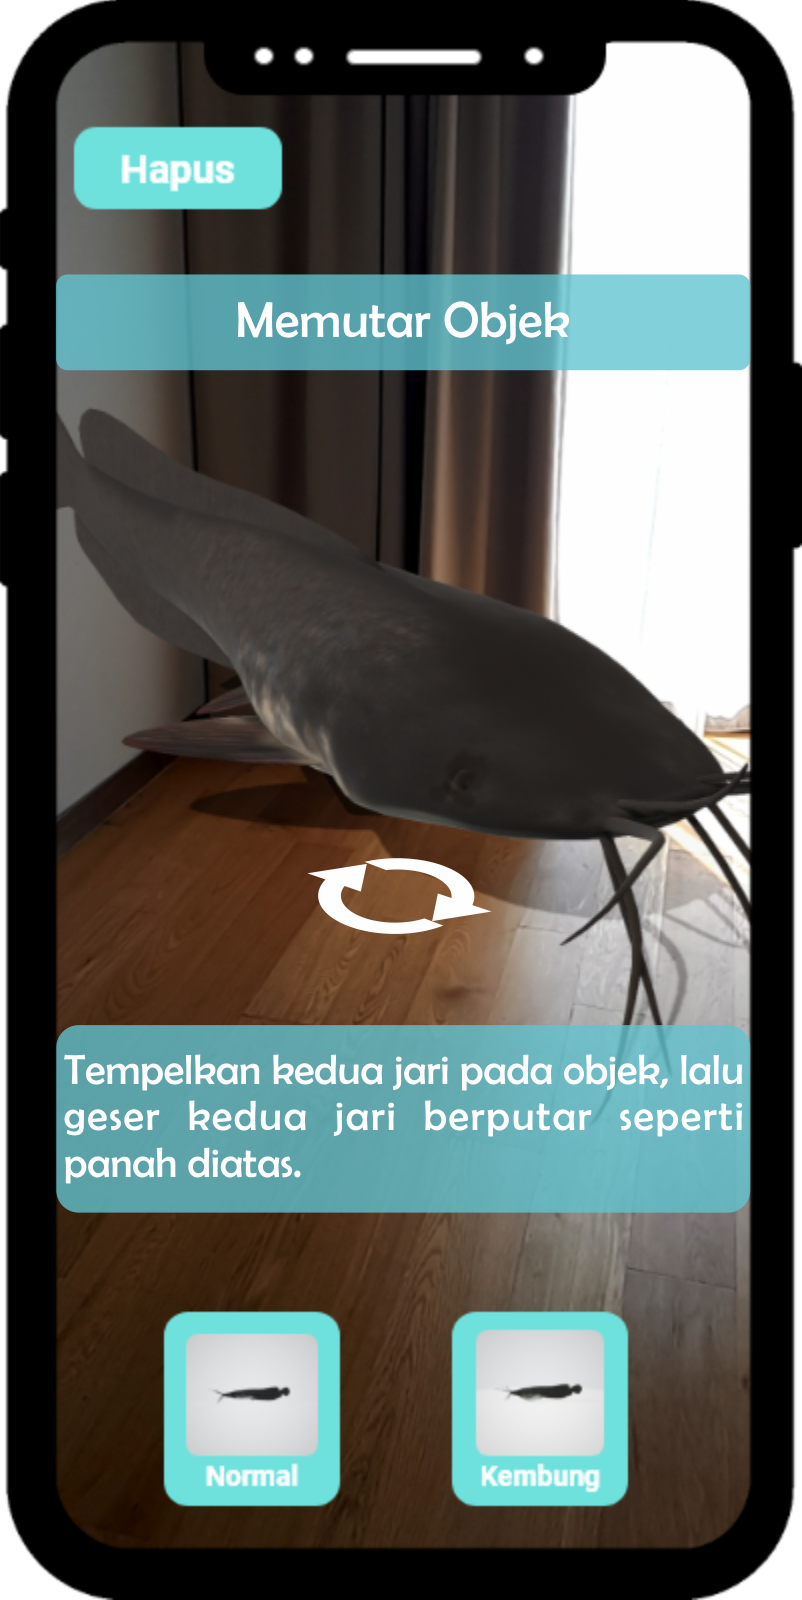 Hapus
Memutar Objek
Tempelkan kedua jari pada objek, lalu
geser kedua jari berputar seperti
panah diatas.
Normal
Kembung